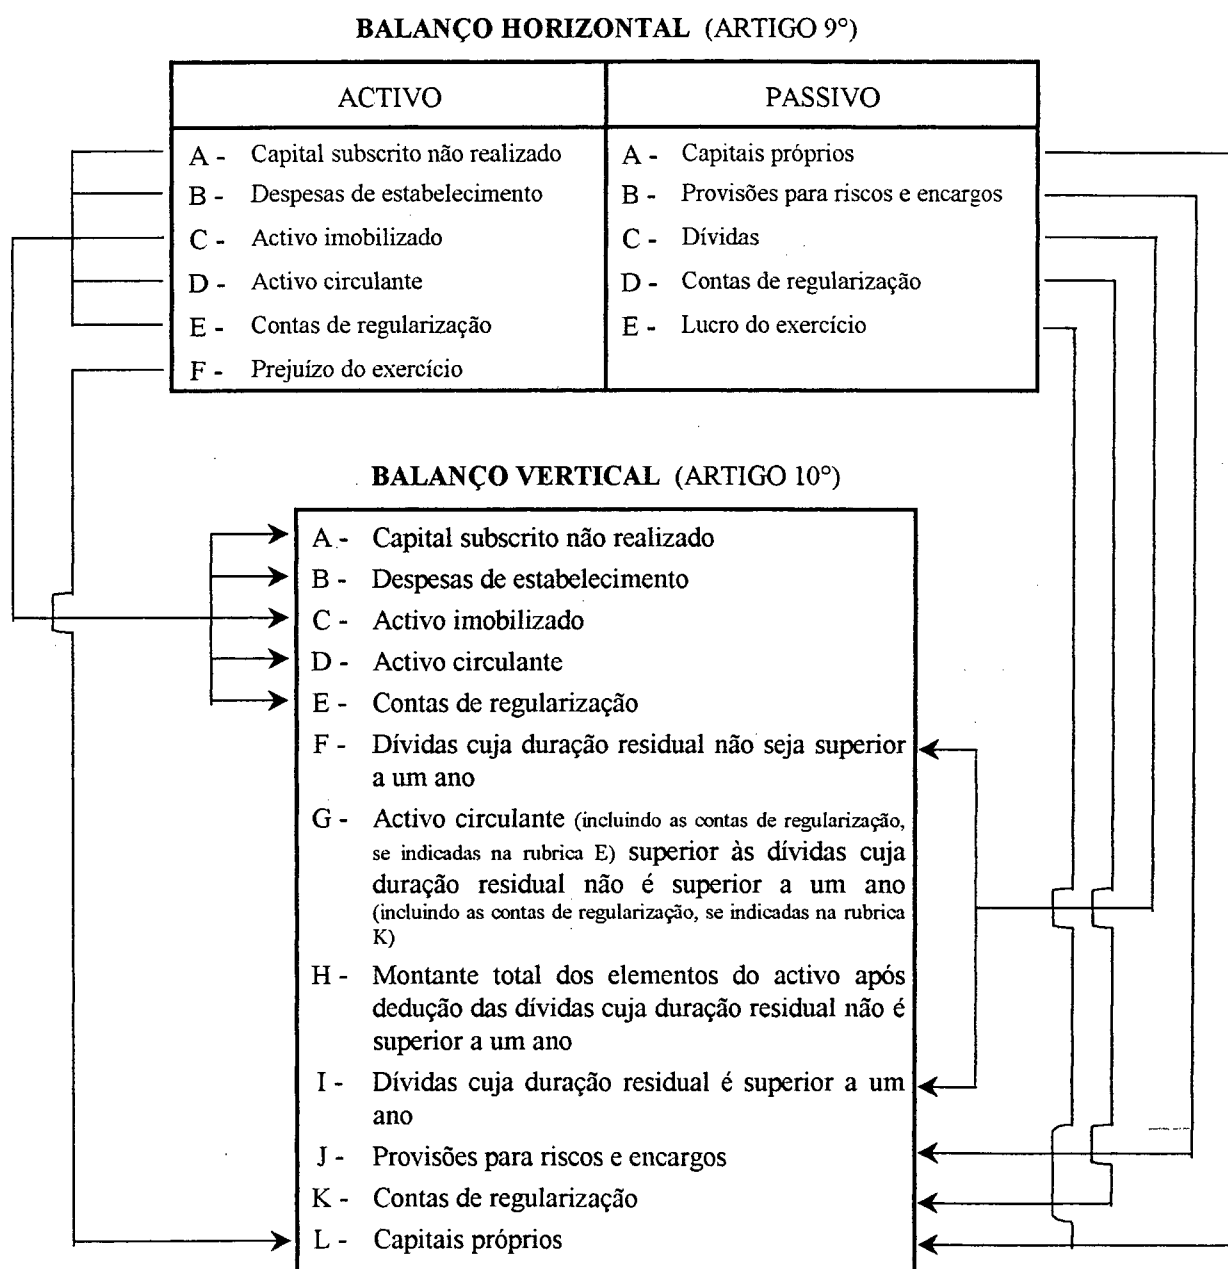 BALANÇO HORIZONTAL (ARTIGO 9°)
ACTIVO
A - Capital subscrito não realizado
B - Despesas de estabelecimento
C - Activo imobilizado
D - Activo circulante
E - Contas de regularização
F - Prejuízo do exercício
PASSIVO
A - Capitais próprios
B - Provisões para riscos e encargos
C - Dívidas
D - Contas de regularização
E - Lucro do exercício
BALANÇO VERTICAL (ARTIGO 10°)
A - Capital subscrito não realizado
B - Despesas de estabelecimento
C - Activo imobilizado
D - Activo circulante
E - Contas de regularização
F - Dívidas cuja duração residual não seja superior
a um ano
G - Activo circulante (incluindo as contas de regularização,
se indicadas na rubrica E) superior às dívidas cuja
duração residual não é superior a um ano
(incluindo as contas de regularização, se indicadas na rubrica
K)
H - Montante total dos elementos do activo após
dedução das dívidas cuja duração residual não é
superior a um ano
I - Dívidas cuja duração residual é superior a um
ano
J - Provisões para riscos e encargos
K - Contas de regularização
L - Capitais próprios